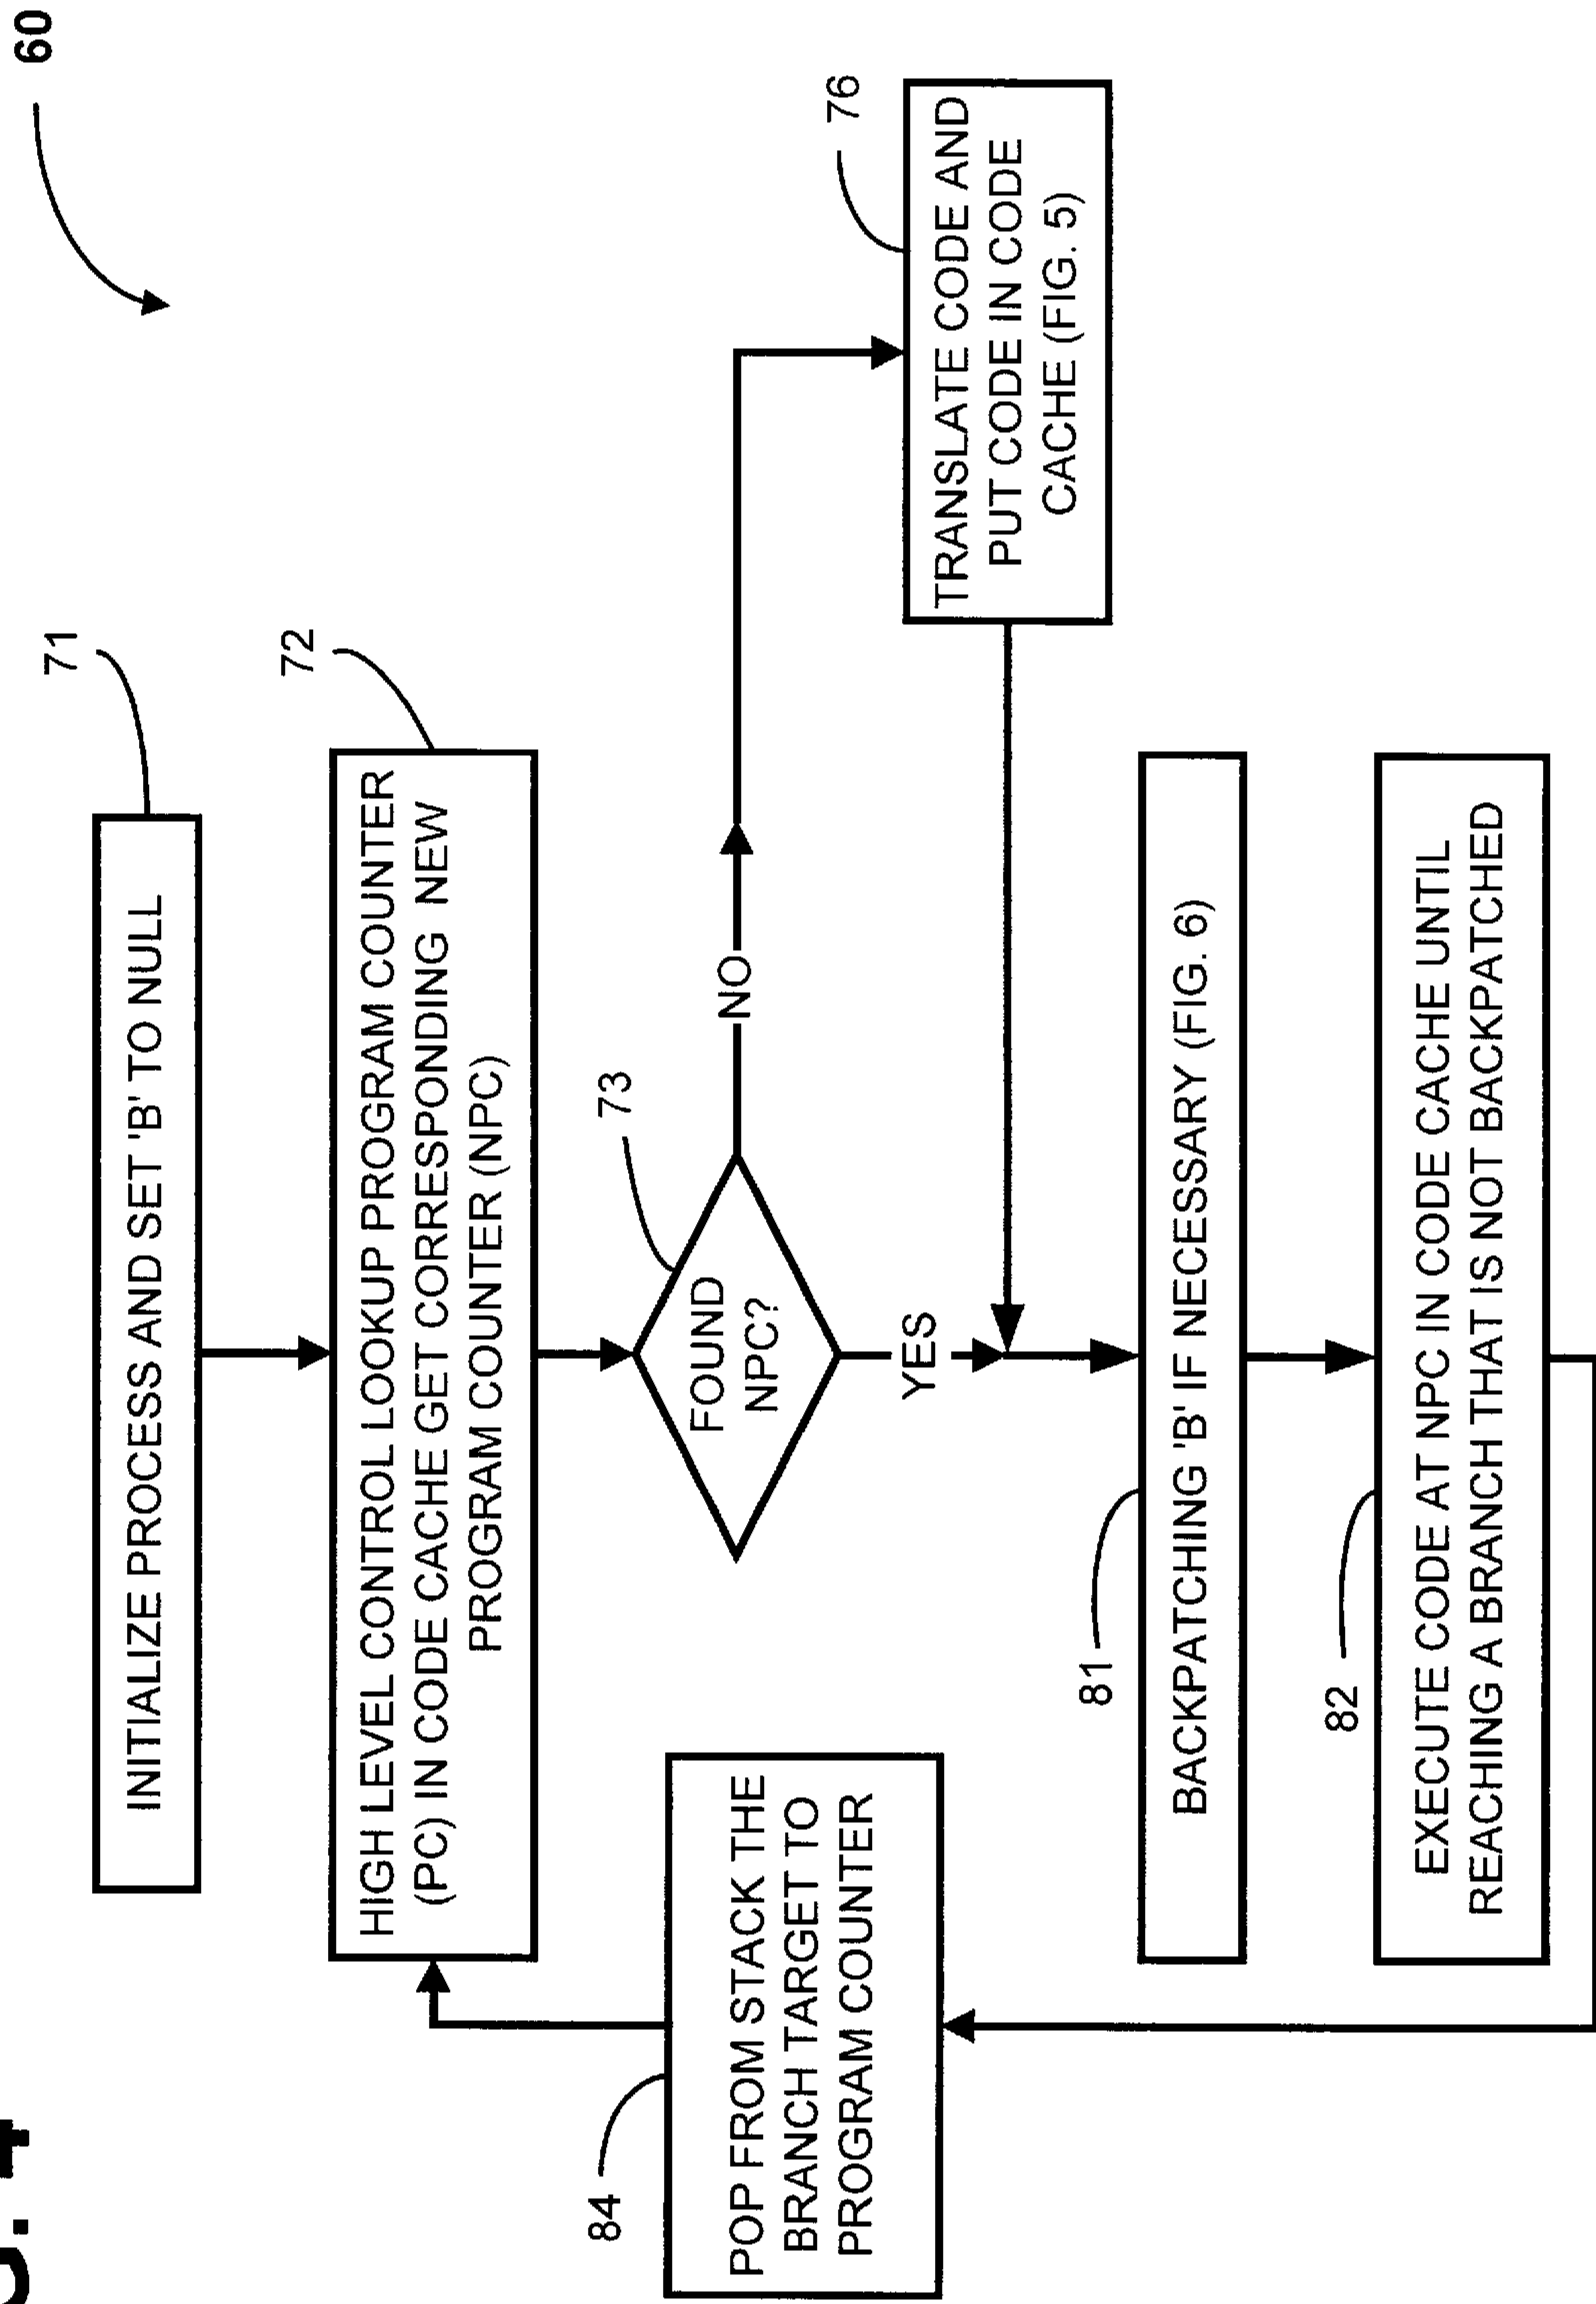 60
71
INITIALIZE PROCESS AND SET 'B' TO NULL
72
HIGH LEVEL CONTROL LOOKUP PROGRAM COUNTER
(PC) IN CODE CACHE GET CORRESPONDING NEW
PROGRAM COUNTER (NPC)
73
FOUND
NPC?
NO
YES
76
TRANSLATE CODE AND
PUT CODE IN CODE
CACHE (FIG. 5)
81
BACKPATCHING 'B' IF NECESSARY (FIG. 6)
82
EXECUTE CODE AT NPC IN CODE CACHE UNTIL
REACHING A BRANCH THAT IS NOT BACKPATCHED
84
POP FROM STACK THE
BRANCH TARGET TO
PROGRAM COUNTER